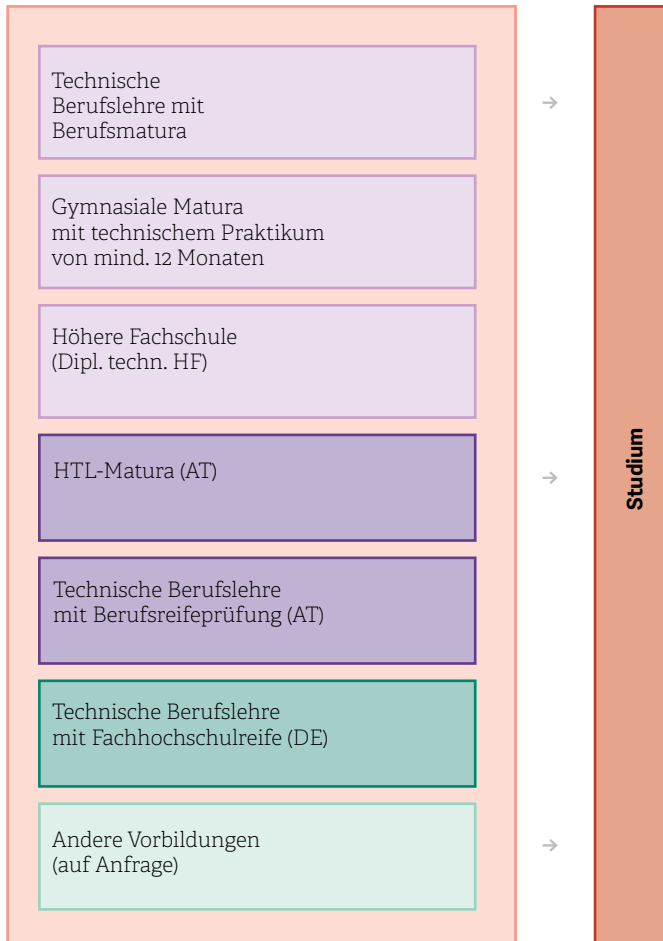 Technische
Berufslehre mit
Berufsmatura
→
Gymnasiale Matura
mit technischem Praktikum
von mind. 12 Monaten
Höhere Fachschule
(Dipl. techn. HF)
HTL-Matura (AT)
→
Technische Berufslehre
mit Berufsreifeprüfung (AT)
Technische Berufslehre
mit Fachhochschulreife (DE)
Andere Vorbildungen
(auf Anfrage)
→
Studium